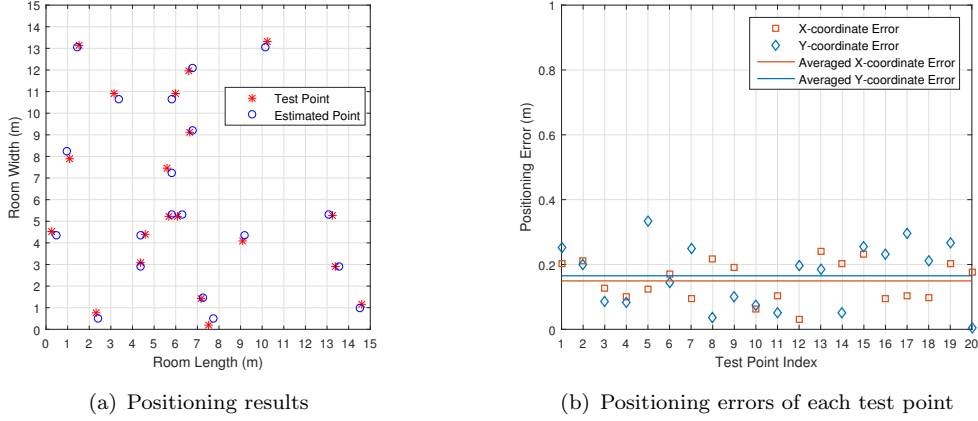 15
14
13
12
11
10
9
8
7
6
5
4
3
2
1
0
Room Width (m)
Test Point
Estimated Point
0 1 2 3 4 5 6 7 8 9 10 11 12 13 14 15
Room Length (m)
(a) Positioning results
1
0.8
0.6
0.4
0.2
0
Positioning Error (m)
X-coordinate Error
Y-coordinate Error
Averaged X-coordinate Error
Averaged Y-coordinate Error
1 2 3 4 5 6 7 8 9 10 11 12 13 14 15 16 17 18 19 20
Test Point Index
(b) Positioning errors of each test point